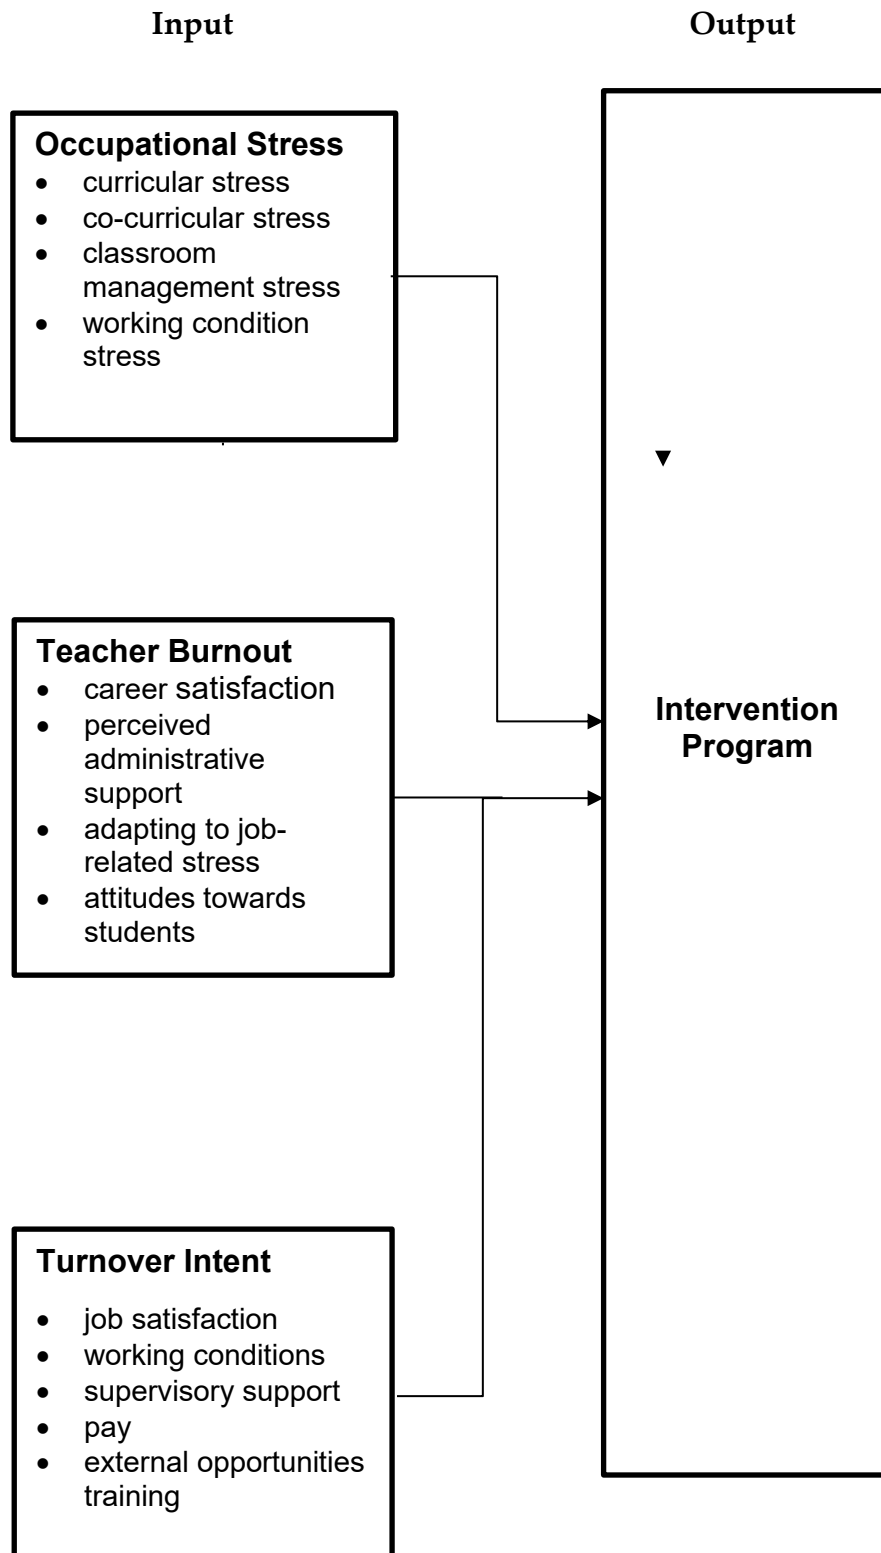 Input
Output
Occupational Stress
• curricular stress
• co-curricular stress
• classroom
management stress
• working condition
stress
Teacher Burnout
• career satisfaction
• perceived
administrative
support
• adapting to job-
related stress
• attitudes towards
students
Intervention
Program
Turnover Intent
• job satisfaction
• working conditions
• supervisory support
• pay
• external opportunities
training